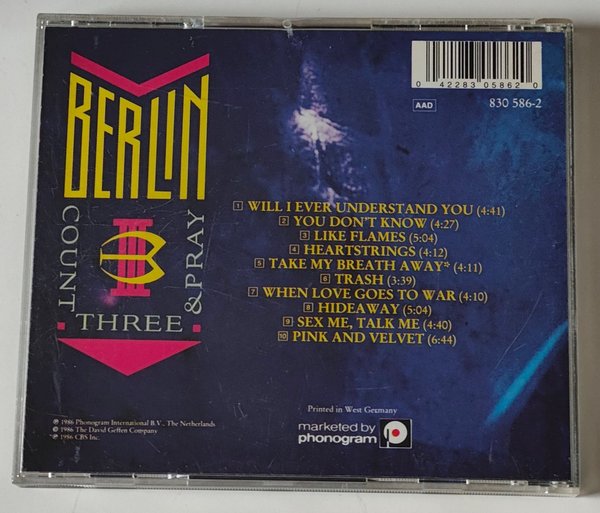 BERLIN
COUNT
THREE
& PRAY
0 42283 05862 0
AAD
830 586-2
1 WILL I EVER UNDERSTAND YOU (4:41)
2 YOU DON'T KNOW (4:27)
3 LIKE FLAMES (5:04)
4 HEARTSTRINGS (4:12)
5 TAKE MY BREATH AWAY* (4:11)
6 TRASH (3:39)
7 WHEN LOVE GOES TO WAR (4:10)
8 HIDEAWAY (5:04)
9 SEX ME, TALK ME (4:40)
10 PINK AND VELVET (6:44)
℗ 1986 Phonogram International B.V., The Netherlands
© 1986 The David Geffen Company
*℗ 1986 CBS Inc.
Printed in West Germany
marketed by
phonogram